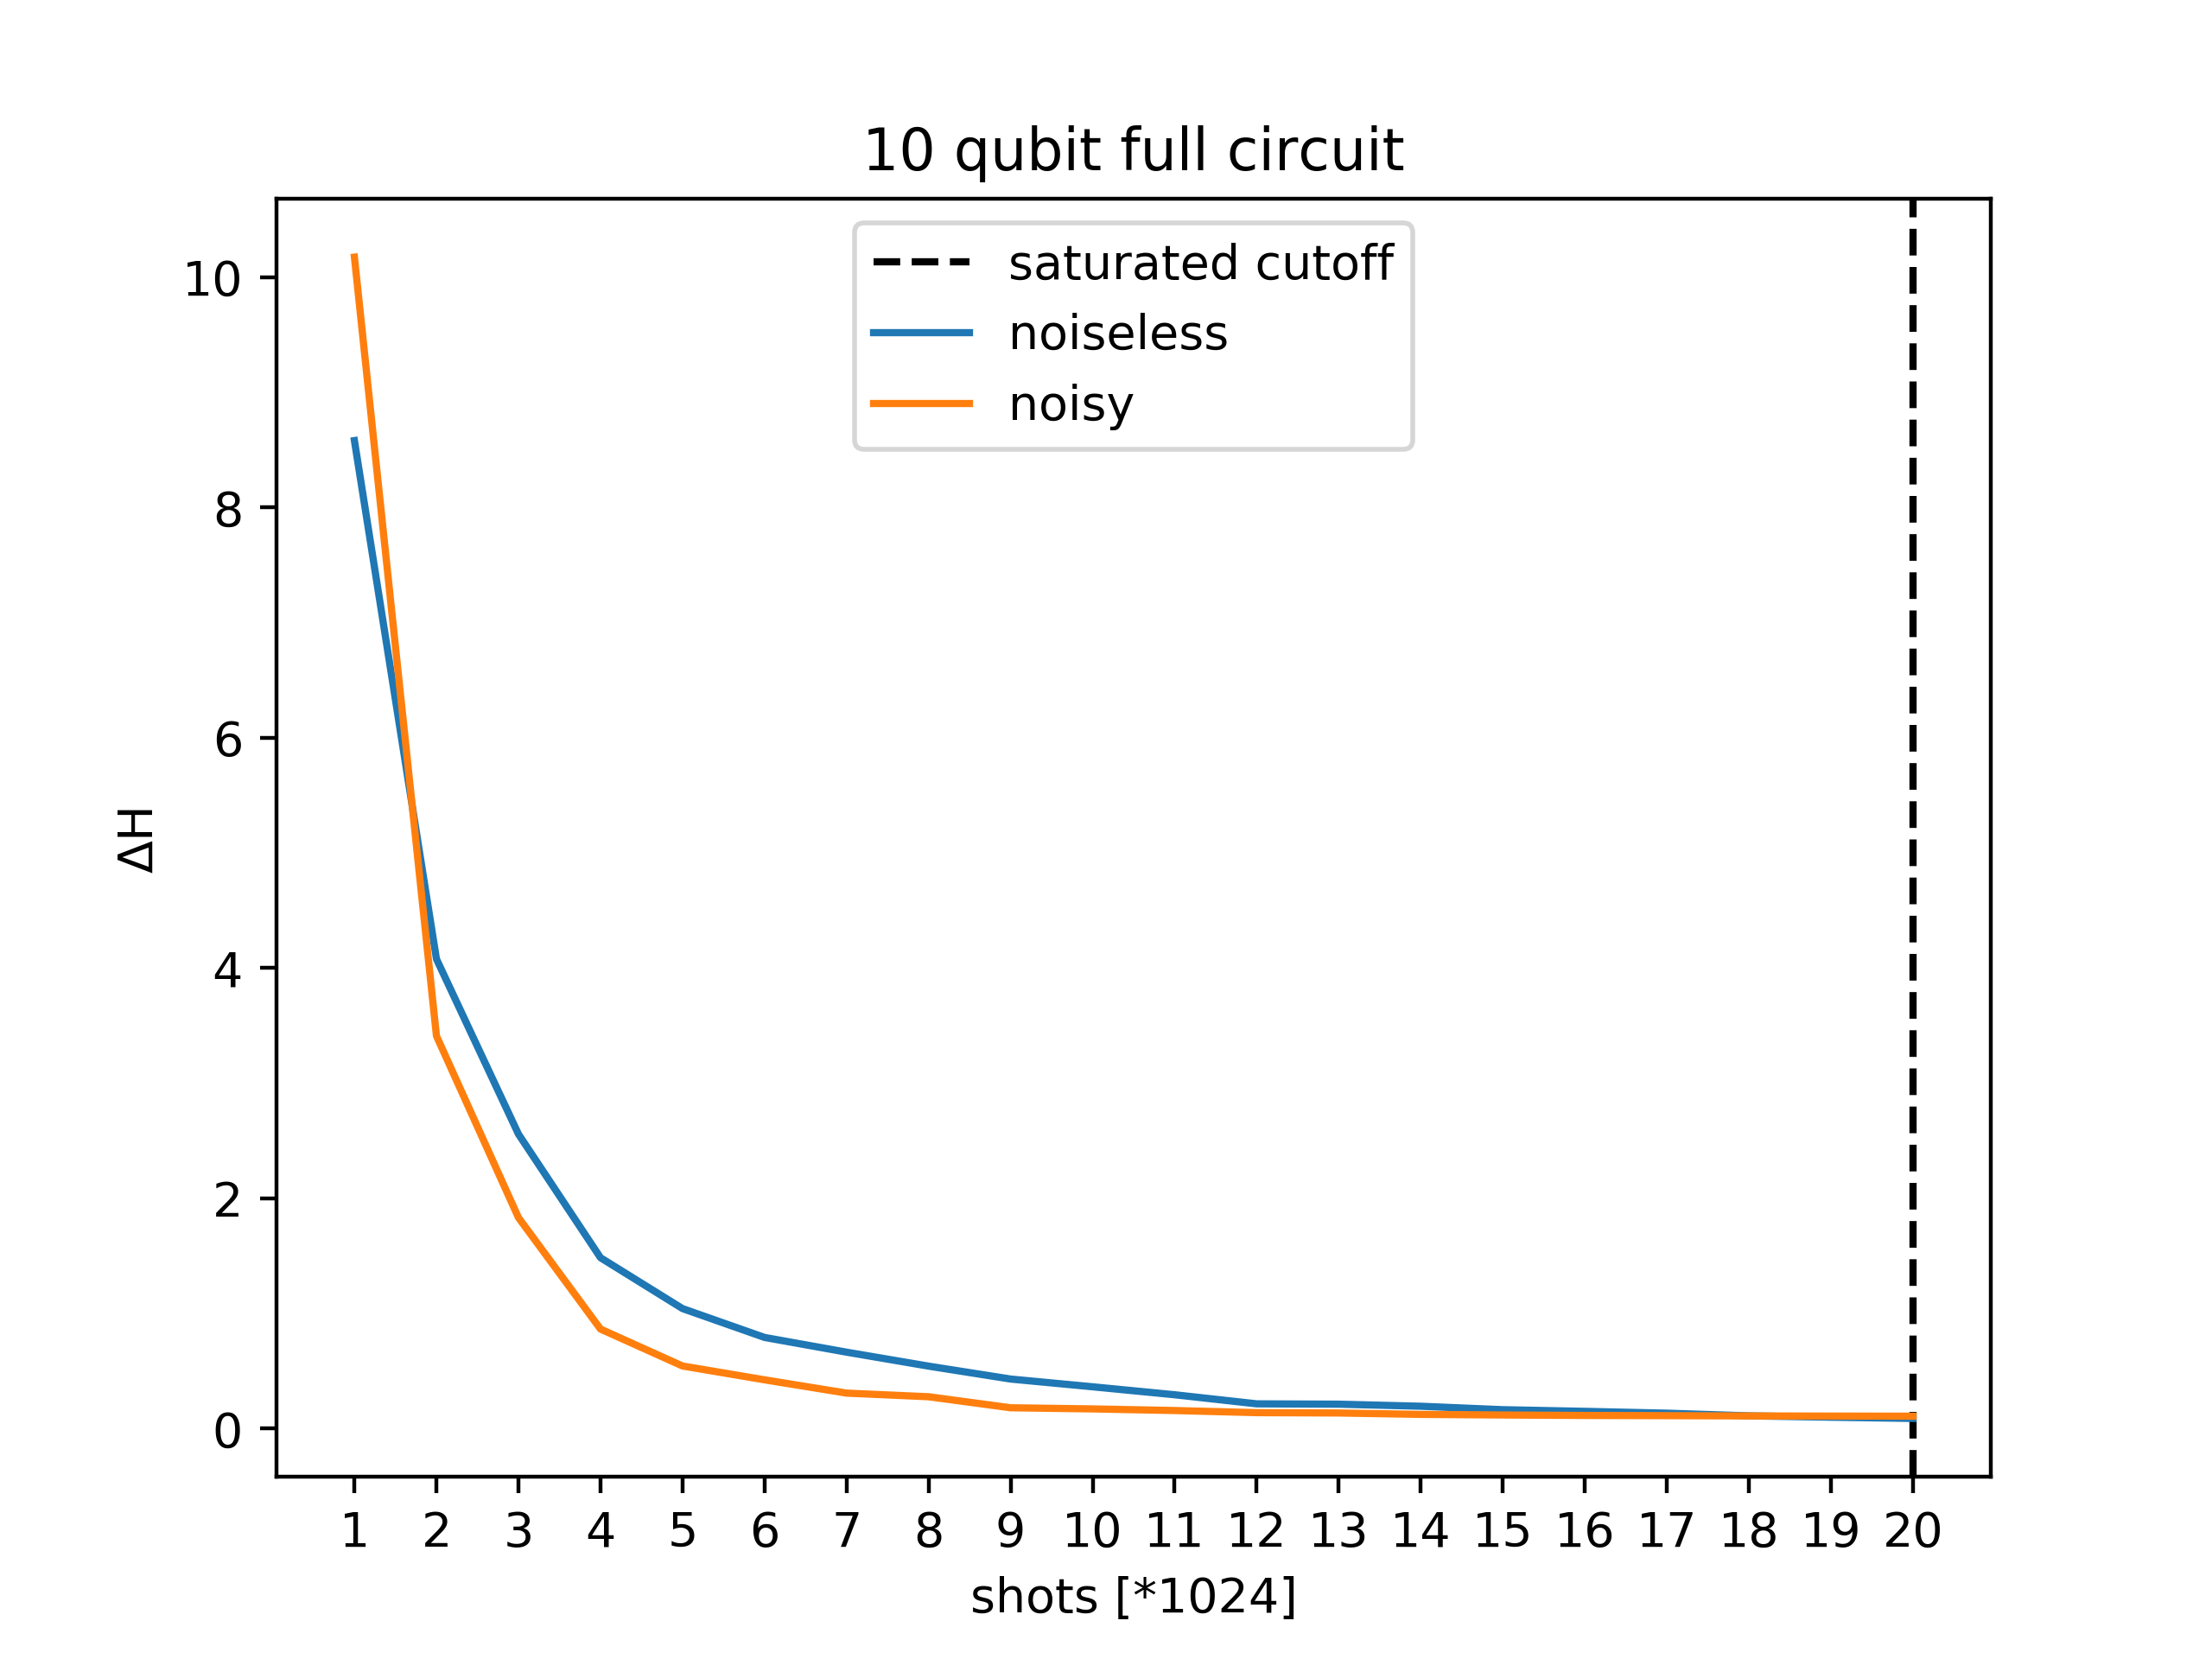 10 qubit full circuit
saturated cutoff
noiseless
noisy
10
8
6
4
2
0
ΔH
1 2 3 4 5 6 7 8 9 10 11 12 13 14 15 16 17 18 19 20
shots [*1024]